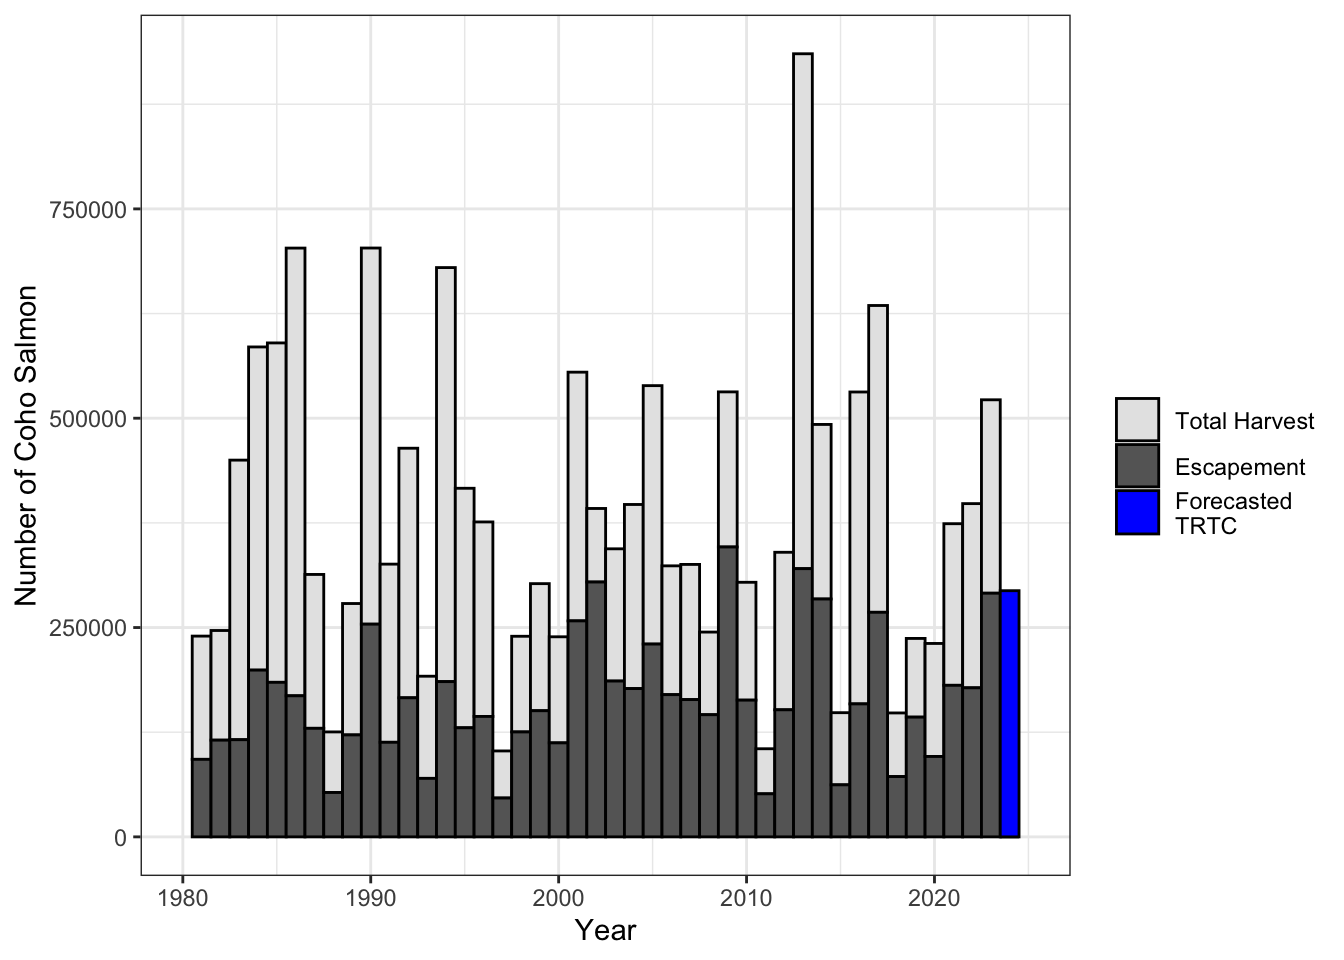 Number of Coho Salmon
750000
500000
250000
0
1980 1990 2000 2010 2020
Year
Total Harvest
Escapement
Forecasted
TRTC